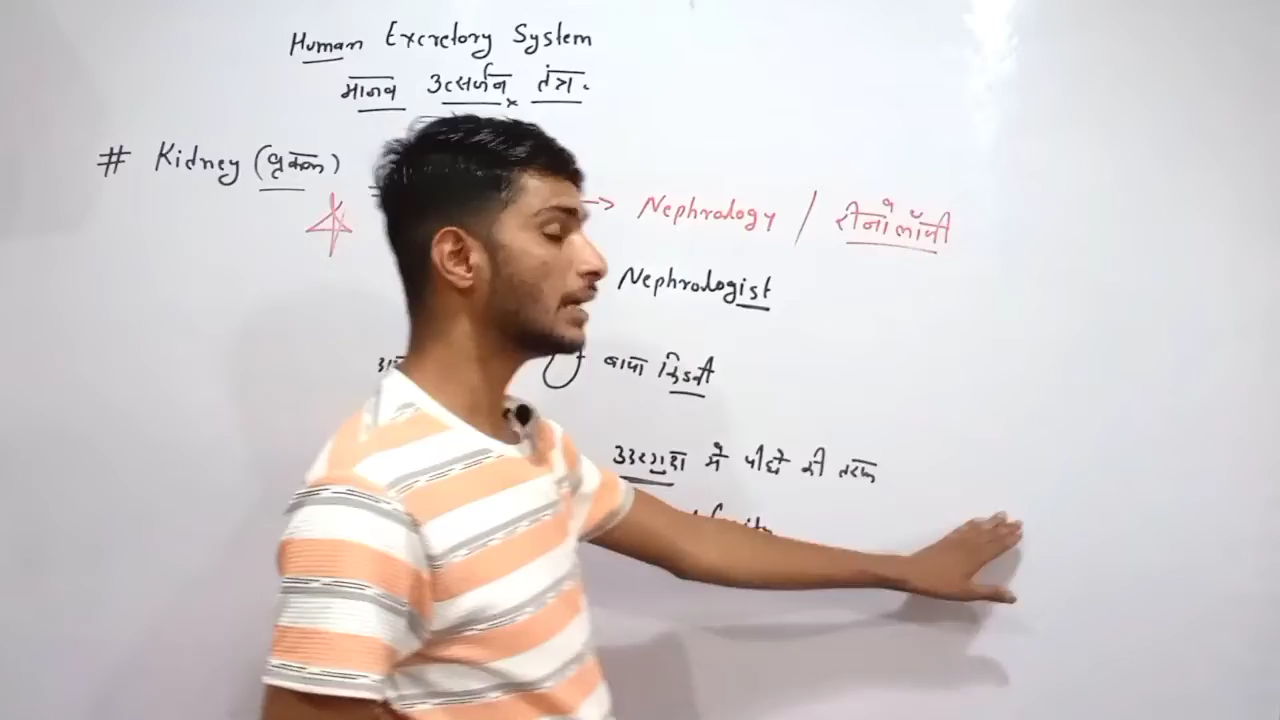 Human Excretory System
मानव उत्सर्जन तंत्र
# Kidney (वृक्क)
→ Nephrology / रीनोलॉजी
Nephrologist
बाया किडनी
उदरगुहा में पीछे की तरफ